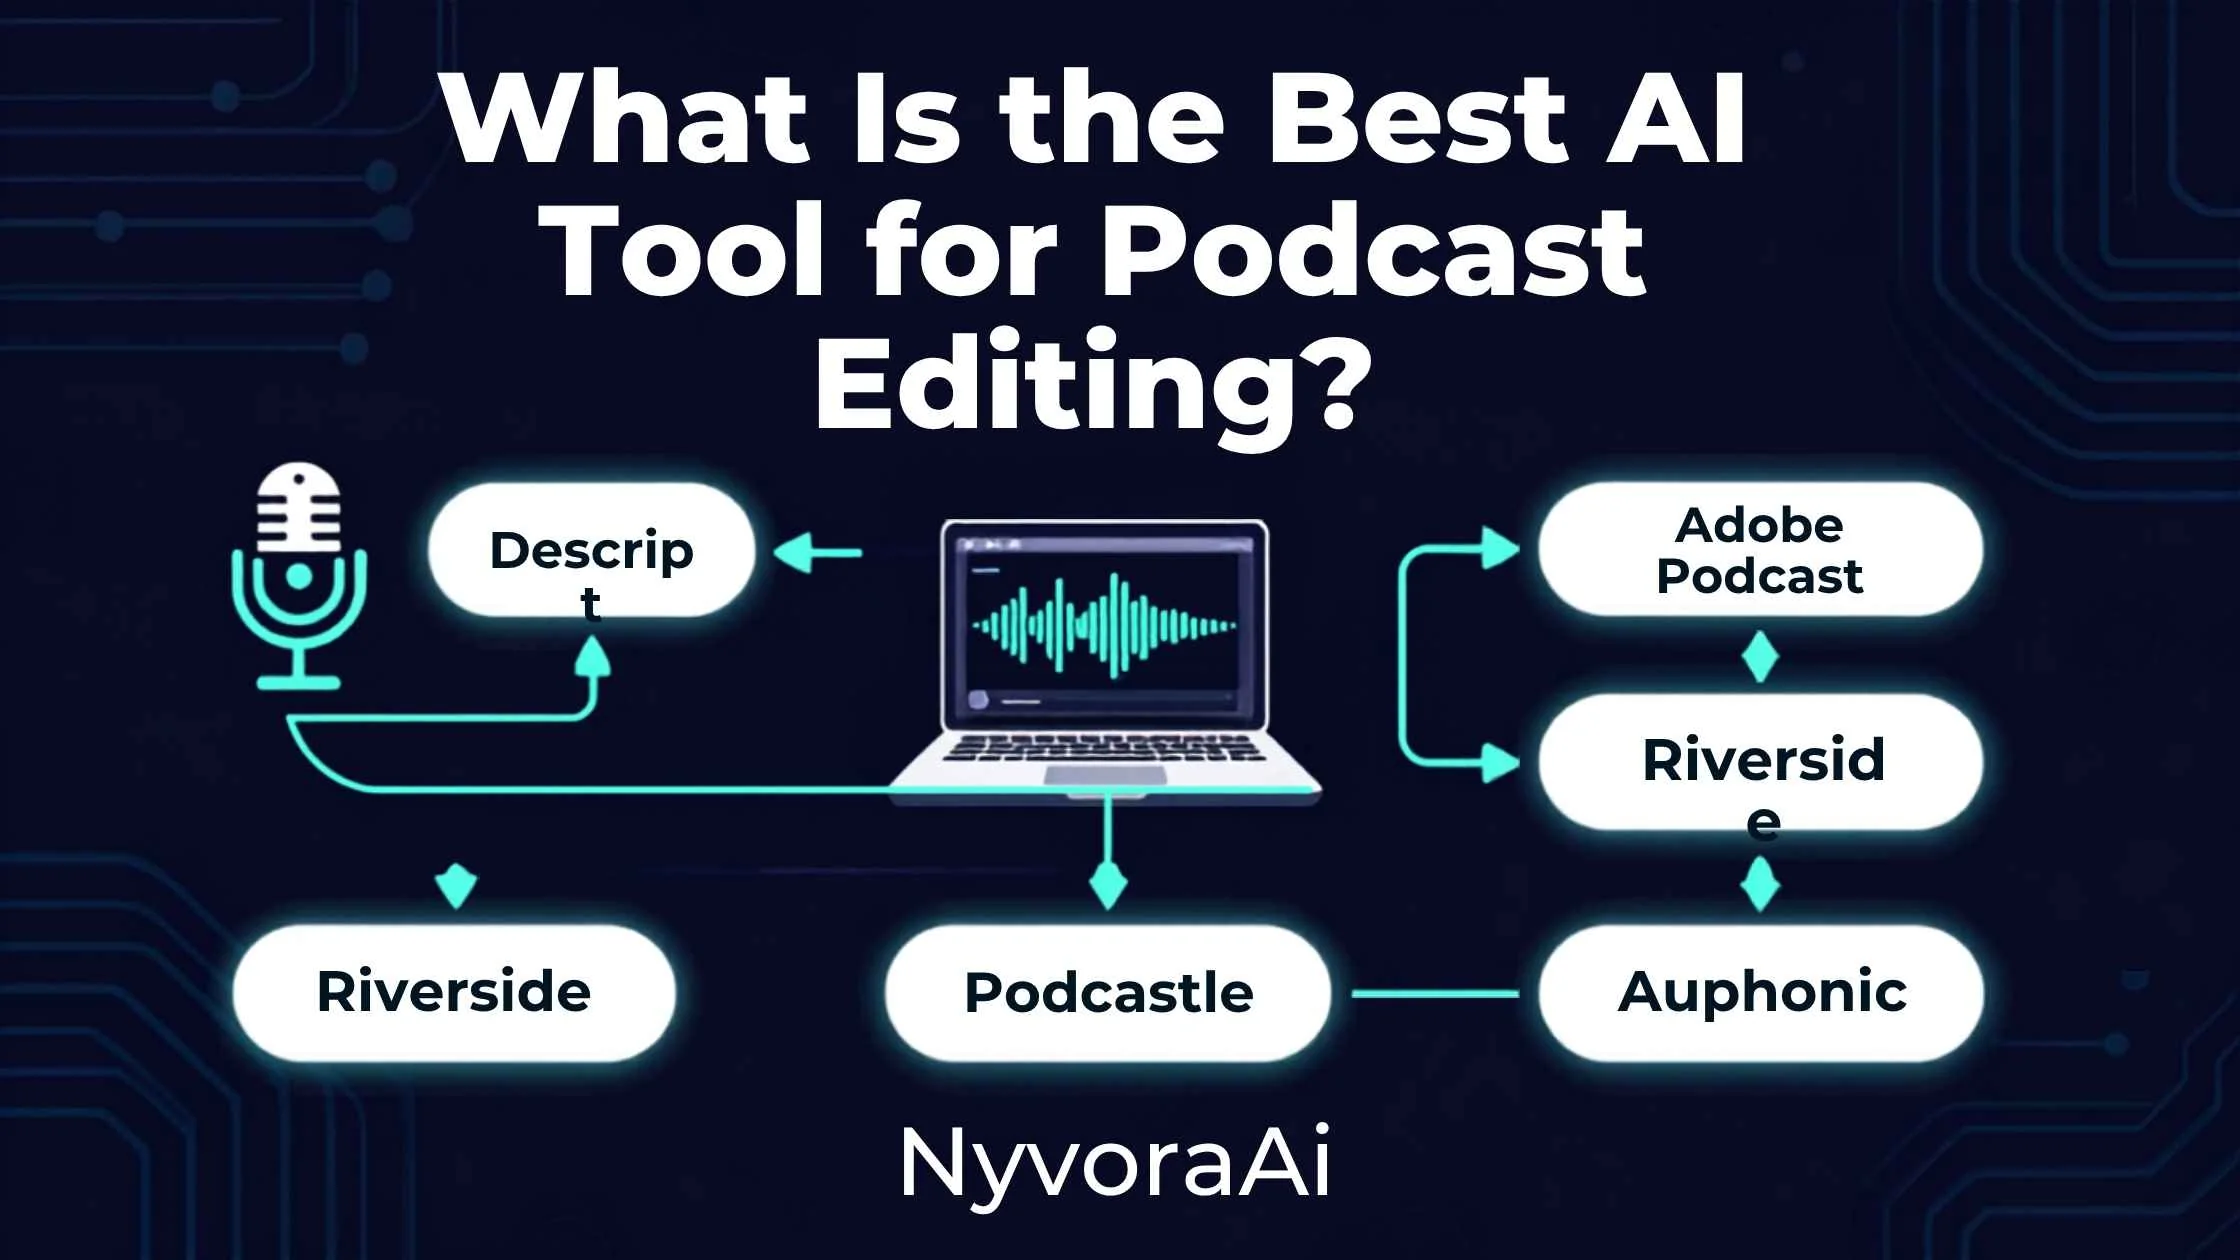 What Is the Best AI
Tool for Podcast
Editing?
Descrip
t
Adobe
Podcast
Riversid
e
Riverside
Podcastle
Auphonic
NyvoraAi